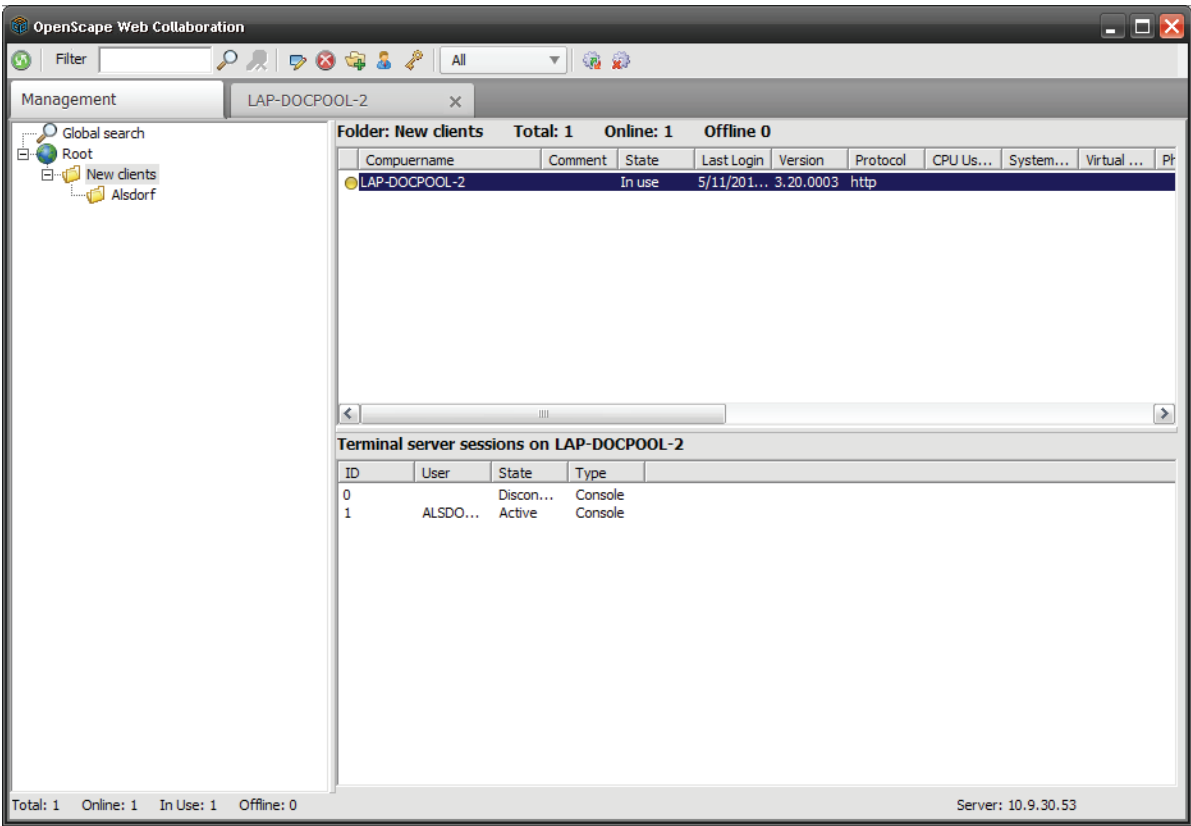 OpenScape Web Collaboration
Filter All
Management LAP-DOCPOOL-2
Global search
Root
New clients
Alsdorf
Folder: New clients Total: 1 Online: 1 Offline 0
Compuername Comment State Last Login Version Protocol CPU Us... System... Virtual ... Ph
LAP-DOCPOOL-2 In use 5/11/201... 3.20.0003 http
Terminal server sessions on LAP-DOCPOOL-2
ID User State Type
0 Discon... Console
1 ALSDO... Active Console
Total: 1 Online: 1 In Use: 1 Offline: 0 Server: 10.9.30.53